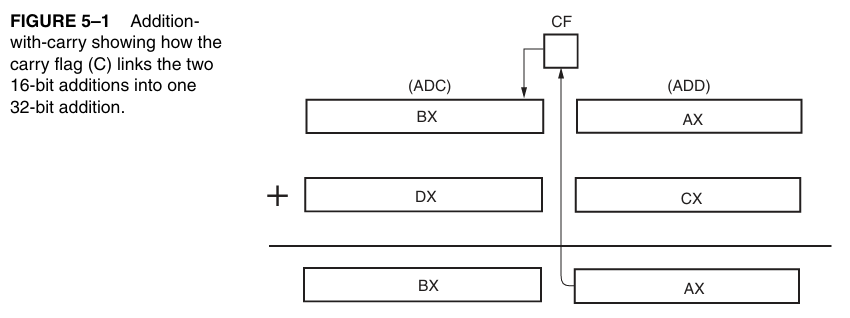 FIGURE 5–1 Addition-
with-carry showing how the
carry flag (C) links the two
16-bit additions into one
32-bit addition.
CF
(ADC) (ADD)
BX AX
+ DX CX
BX AX